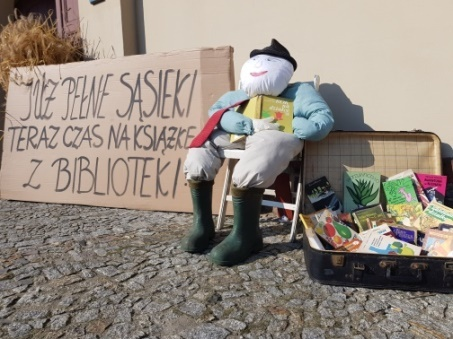 JUŻ PEŁNE SĄSIEKI
TERAZ CZAS NA KSIĄŻKĘ
Z BIBLIOTEKI!